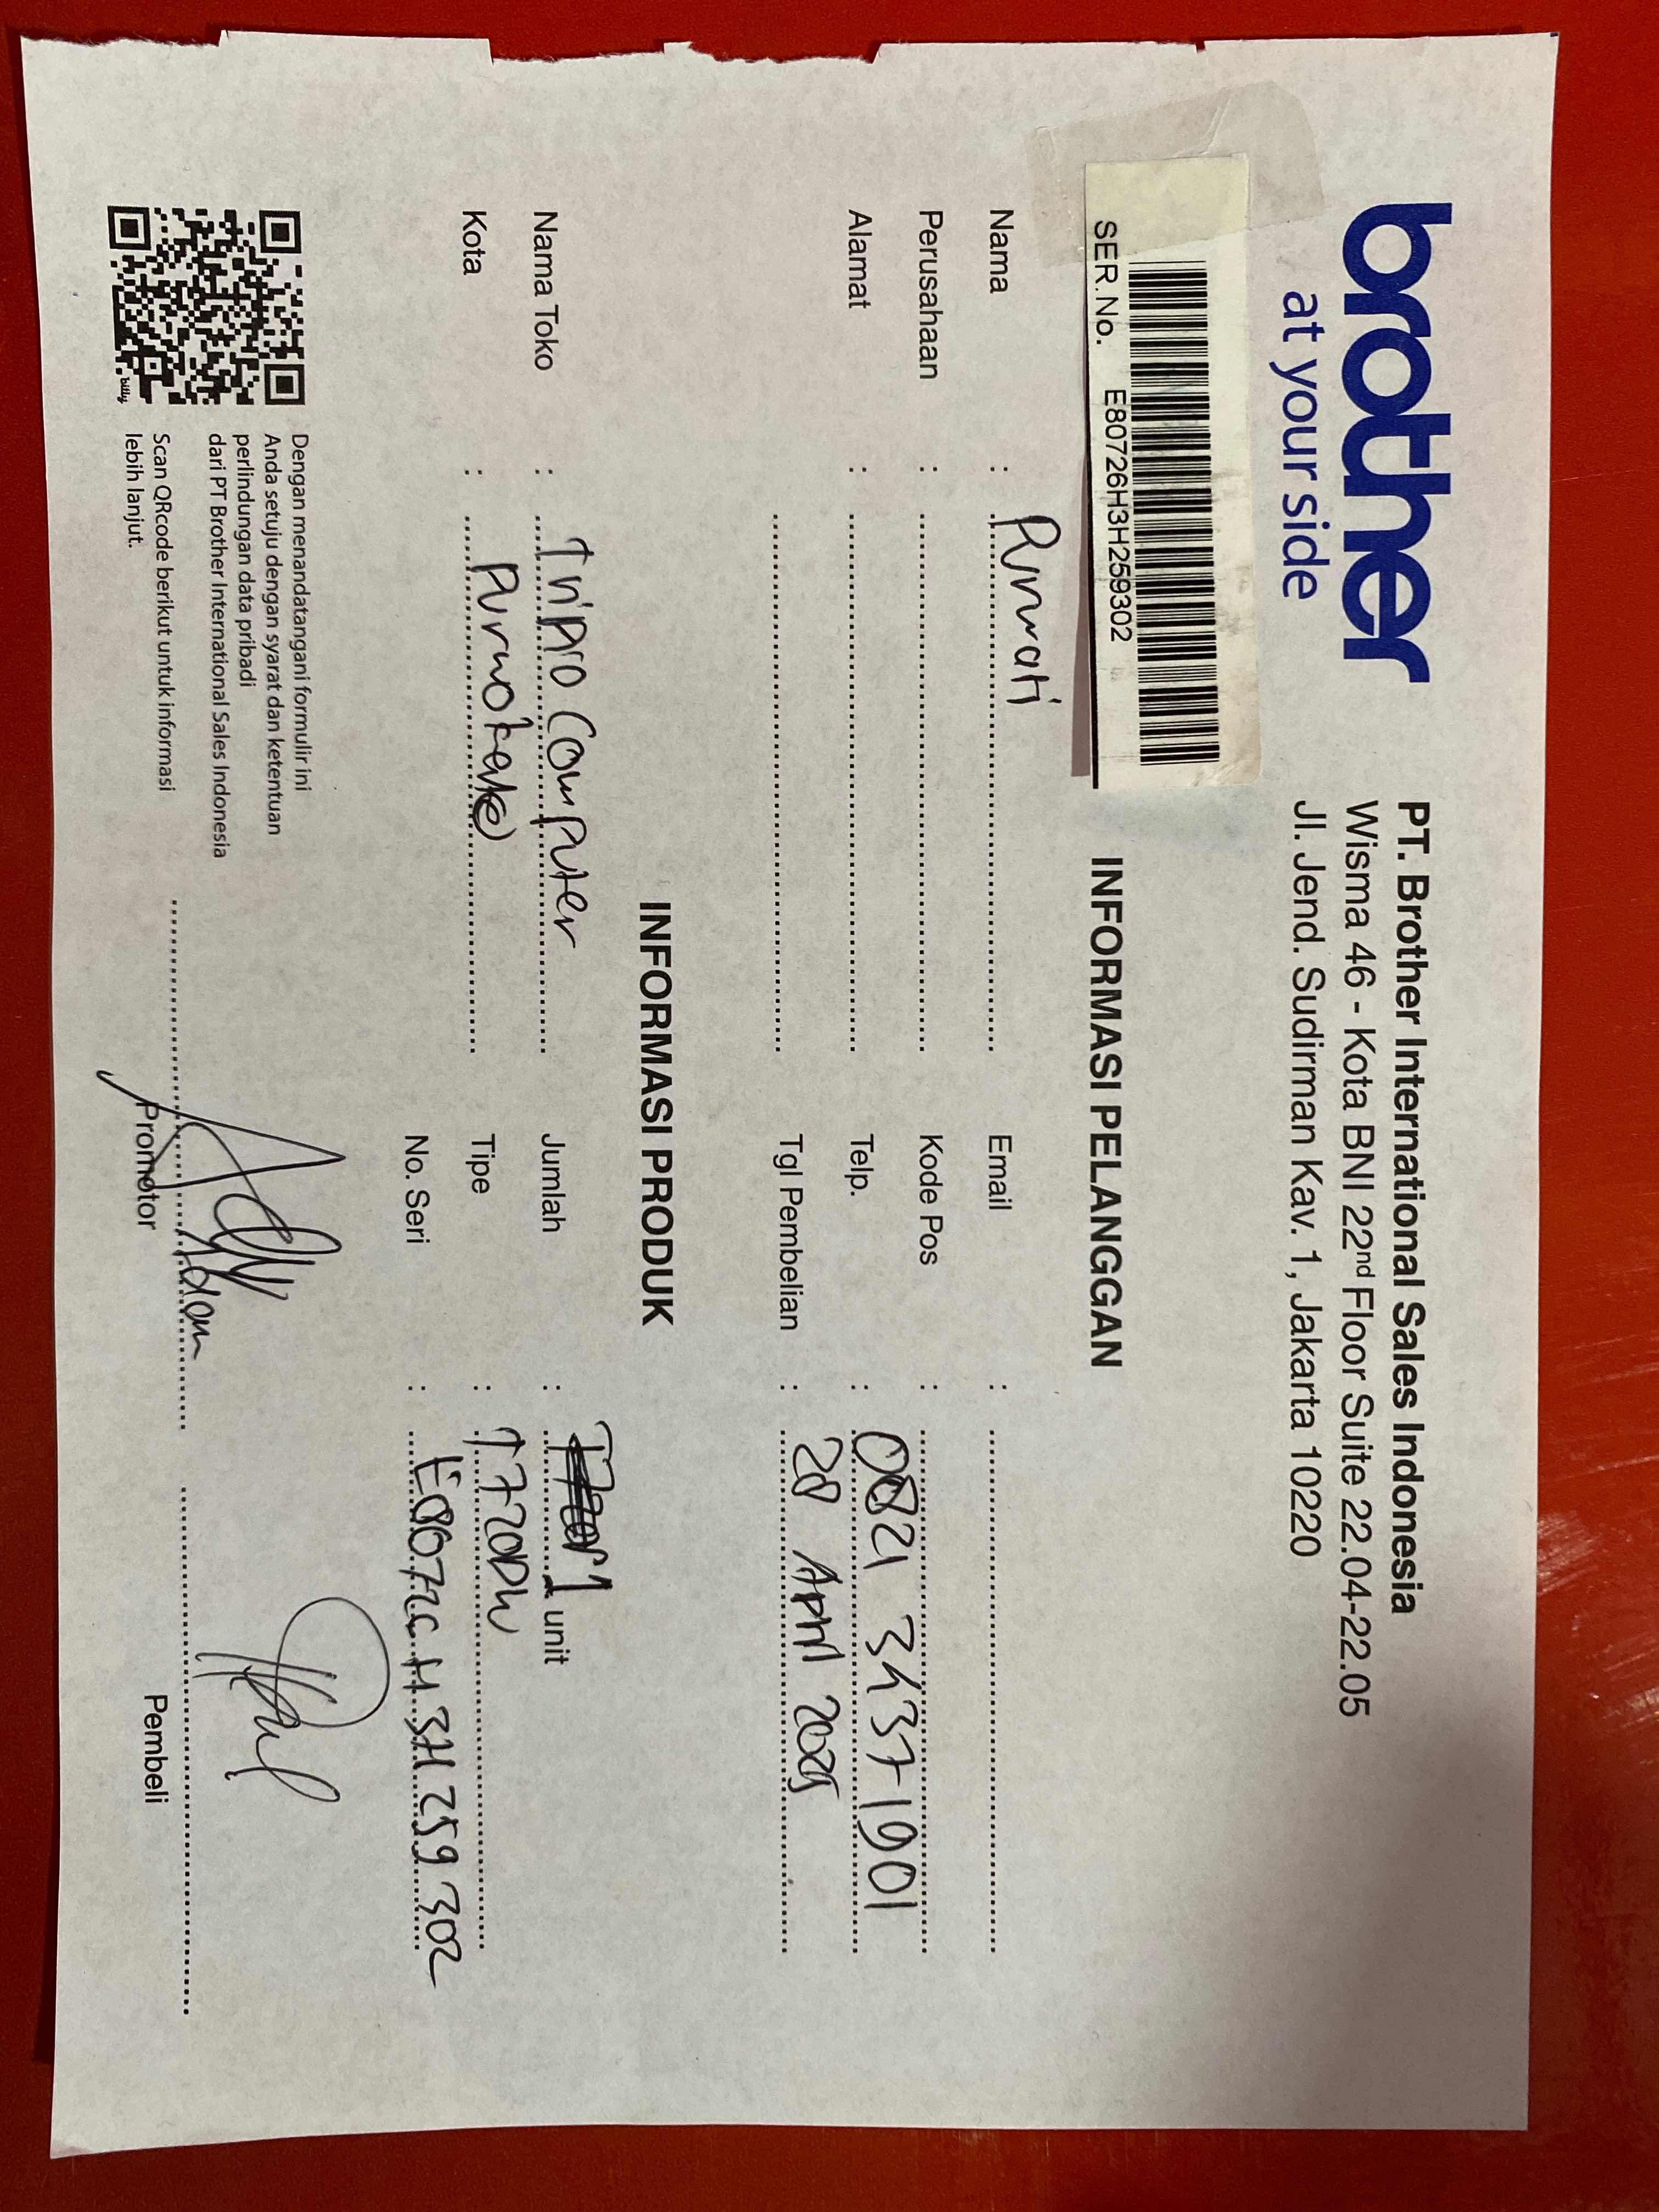 brother
at your side
PT. Brother International Sales Indonesia
Wisma 46 - Kota BNI 22nd Floor Suite 22.04-22.05
Jl. Jend. Sudirman Kav. 1, Jakarta 10220
SER.No. E80726H3H259302
INFORMASI PELANGGAN
Nama : Purwati
Email :
Perusahaan :
Kode Pos :
Alamat :
Telp. : 0821 3437 1901
Tgl Pembelian : 28 April 2025
INFORMASI PRODUK
Nama Toko : Tripro Computer
Jumlah : 1 unit
Kota : Purwokerto
Tipe : T720DW
No. Seri : E80726H3H259302
Dengan menandatangani formulir ini
Anda setuju dengan syarat dan ketentuan
perlindungan data pribadi
dari PT Brother International Sales Indonesia
Scan QRcode berikut untuk informasi
lebih lanjut.
bitly
Promotor
Pembeli